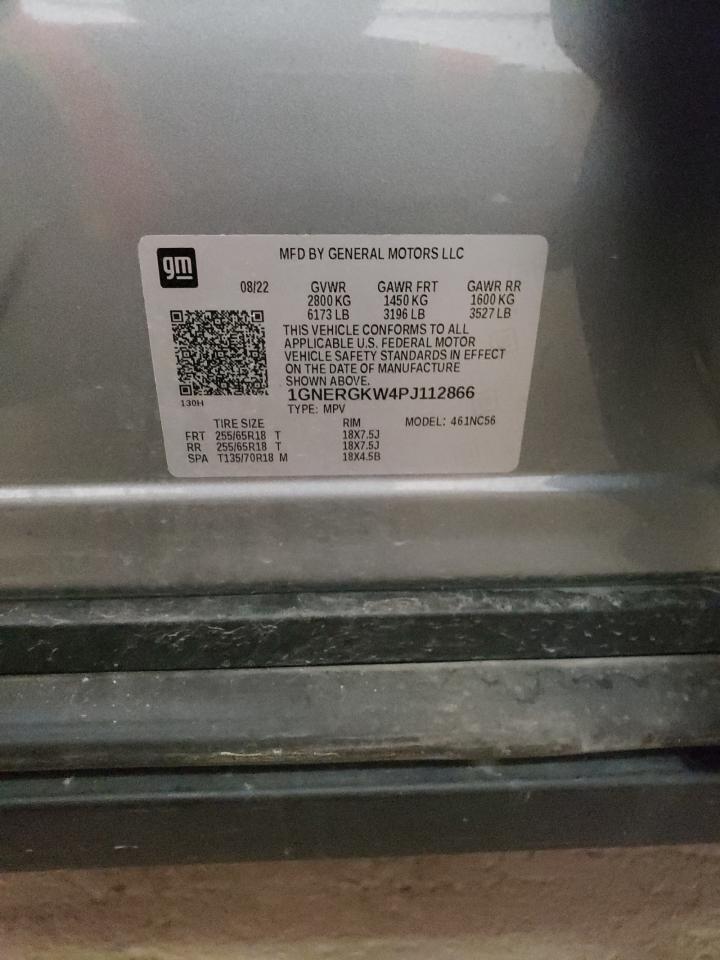 gm
MFD BY GENERAL MOTORS LLC
08/22 GVWR GAWR FRT GAWR RR
2800 KG 1450 KG 1600 KG
6173 LB 3196 LB 3527 LB
THIS VEHICLE CONFORMS TO ALL
APPLICABLE U.S. FEDERAL MOTOR
VEHICLE SAFETY STANDARDS IN EFFECT
ON THE DATE OF MANUFACTURE
SHOWN ABOVE.
1GNERGKW4PJ112866
130H
TYPE: MPV
TIRE SIZE RIM MODEL: 461NC56
FRT 255/65R18 T 18X7.5J
RR 255/65R18 T 18X7.5J
SPA T135/70R18 M 18X4.5B